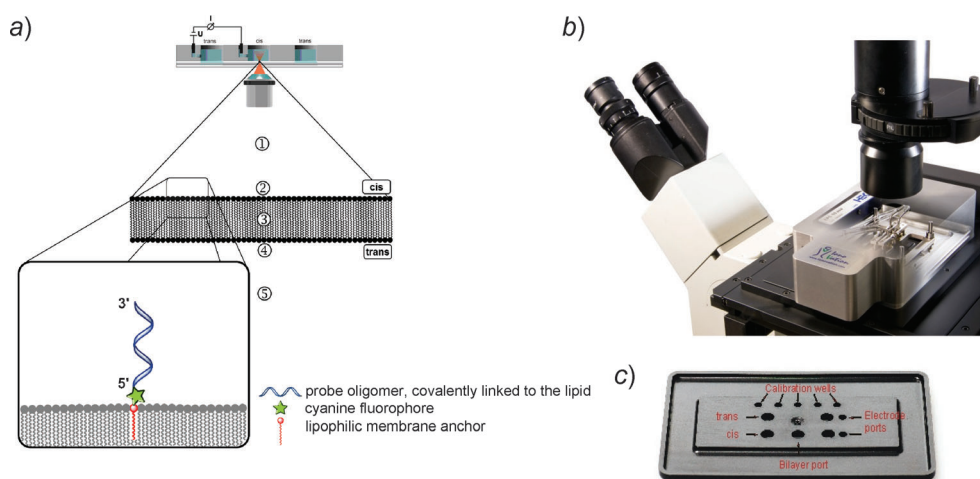 a)
I
U
trans
cis
trans
①
②
cis
③
④
trans
⑤
3'
5'
probe oligomer, covalently linked to the lipid
cyanine fluorophore
lipophilic membrane anchor
b)
c)
Calibration wells
trans
Electrode
ports
cis
Bilayer port